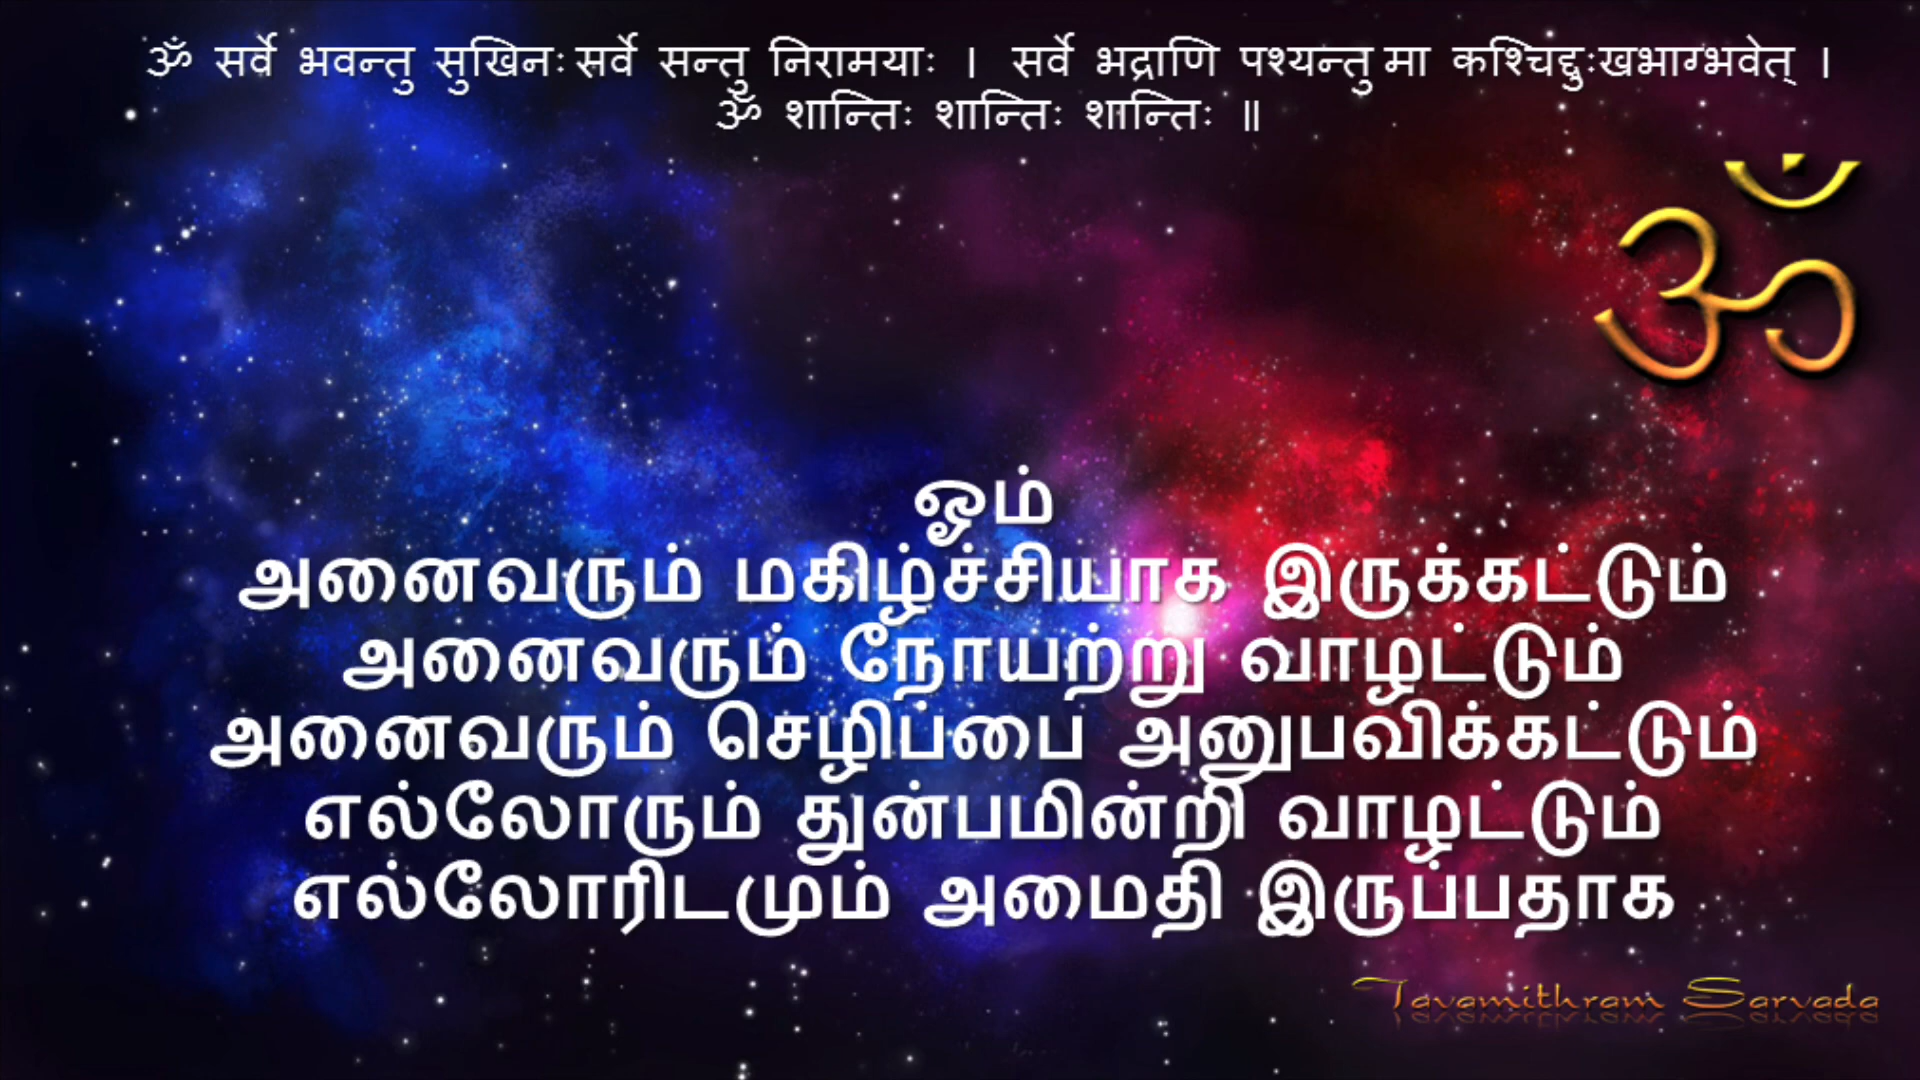 ॐ सर्वे भवन्तु सुखिनः सर्वे सन्तु निरामयाः । सर्वे भद्राणि पश्यन्तु मा कश्चिद्दुःखभाग्भवेत् ।
ॐ शान्तिः शान्तिः शान्तिः ॥
ॐ
ஓம்
அனைவரும் மகிழ்ச்சியாக இருக்கட்டும்
அனைவரும் நோயற்று வாழட்டும்
அனைவரும் செழிப்பை அனுபவிக்கட்டும்
எல்லோரும் துன்பமின்றி வாழட்டும்
எல்லோரிடமும் அமைதி இருப்பதாக
Tavamithram Sarvada